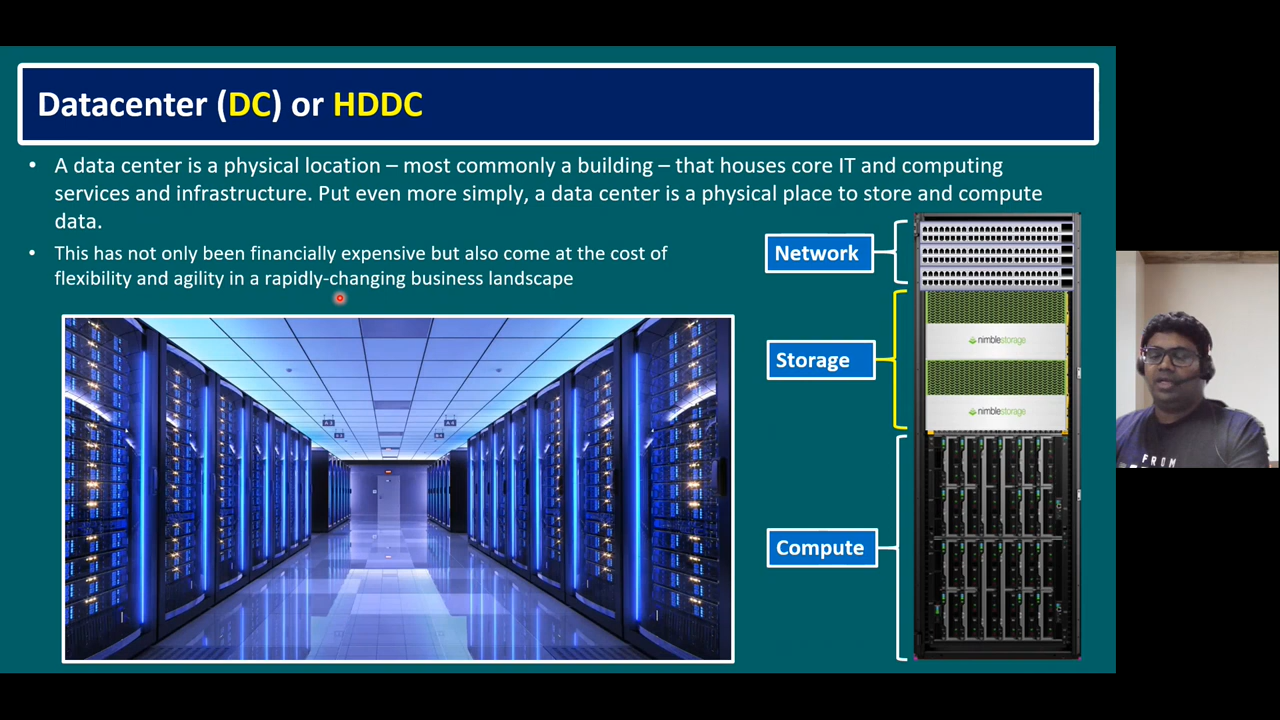 Datacenter (DC) or HDDC
• A data center is a physical location – most commonly a building – that houses core IT and computing
services and infrastructure. Put even more simply, a data center is a physical place to store and compute
data.
• This has not only been financially expensive but also come at the cost of
flexibility and agility in a rapidly-changing business landscape
Network
Storage
Compute
nimblestorage
nimblestorage
FROM